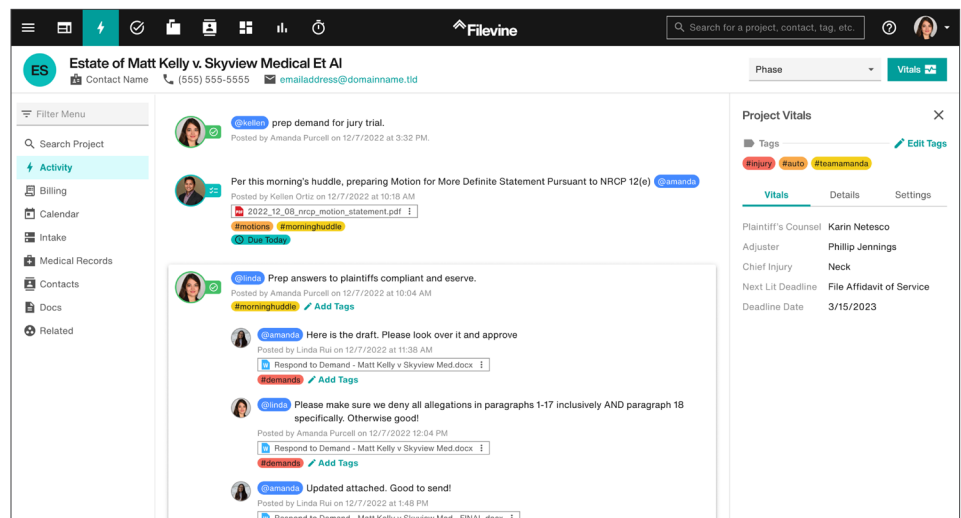 Filevine
Search for a project, contact, tag, etc.
ES
Estate of Matt Kelly v. Skyview Medical Et Al
Contact Name (555) 555-5555 emailaddress@domainname.tld
Phase
Vitals
Filter Menu
Search Project
Activity
Billing
Calendar
Intake
Medical Records
Contacts
Docs
Related
@kellen prep demand for jury trial.
Posted by Amanda Purcell on 12/7/2022 at 3:32 PM.
Per this morning's huddle, preparing Motion for More Definite Statement Pursuant to NRCP 12(e) @amanda
Posted by Kellen Ortiz on 12/7/2022 at 10:18 AM
2022_12_08_nrcp_motion_statement.pdf
#motions #morninghuddle
Due Today
@linda Prep answers to plaintiffs compliant and eserve.
Posted by Amanda Purcell on 12/7/2022 at 10:04 AM
#morninghuddle Add Tags
@amanda Here is the draft. Please look over it and approve
Posted by Linda Rui on 12/7/2022 at 11:38 AM
Respond to Demand - Matt Kelly v Skyview Med.docx
#demands Add Tags
@linda Please make sure we deny all allegations in paragraphs 1-17 inclusively AND paragraph 18
specifically. Otherwise good!
Posted by Amanda Purcell on 12/7/2022 12:04 PM
Respond to Demand - Matt Kelly v Skyview Med.docx
#demands Add Tags
@amanda Updated attached. Good to send!
Posted by Linda Rui on 12/7/2022 at 1:48 PM
Respond to Demand - Matt Kelly v Skyview Med - FINAL.docx
Project Vitals
Tags
Edit Tags
#injury #auto #teamamanda
Vitals Details Settings
Plaintiff's Counsel Karin Netesco
Adjuster Phillip Jennings
Chief Injury Neck
Next Lit Deadline File Affidavit of Service
Deadline Date 3/15/2023